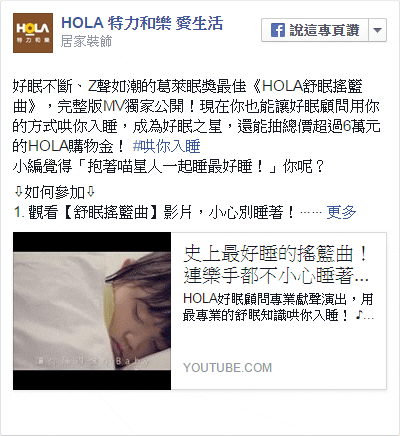 HOLA
特力和樂
HOLA 特力和樂 愛生活
居家裝飾
說這專頁讚
好眠不斷、Z聲如潮的葛萊眠獎最佳《HOLA舒眠搖籃
曲》，完整版MV獨家公開！現在你也能讓好眠顧問用你
的方式哄你入睡，成為好眠之星，還能抽總價超過6萬元
的HOLA購物金！ #哄你入睡
小編覺得「抱著喵星人一起睡最好睡！」你呢？
⇩如何參加⇩
1. 觀看【舒眠搖籃曲】影片，小心別睡著！⋯⋯ 更多
史上最好睡的搖籃曲！
連樂手都不小心睡著...
HOLA好眠顧問專業獻聲演出，用
最專業的舒眠知識哄你入睡！ ♪...
YOUTUBE.COM